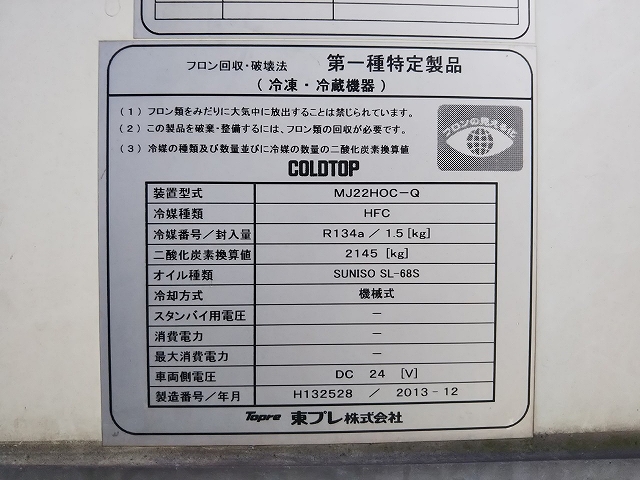 フロン回収・破壊法 第一種特定製品
（冷凍・冷蔵機器）
(1) フロン類をみだりに大気中に放出することは禁じられています。
(2) この製品を廃棄・整備するには、フロン類の回収が必要です。
(3) 冷媒の種類及び数量並びに冷媒の数量の二酸化炭素換算値
フロンの見える化
COLDTOP
装置型式 MJ22HOC-Q
冷媒種類 HFC
冷媒番号／封入量 R134a ／ 1.5 [kg]
二酸化炭素換算値 2145 [kg]
オイル種類 SUNISO SL-68S
冷却方式 機械式
スタンバイ用電圧 －
消費電力 －
最大消費電力 －
車両側電圧 DC 24 [V]
製造番号／年月 H132528 ／ 2013-12
Topre 東プレ株式会社